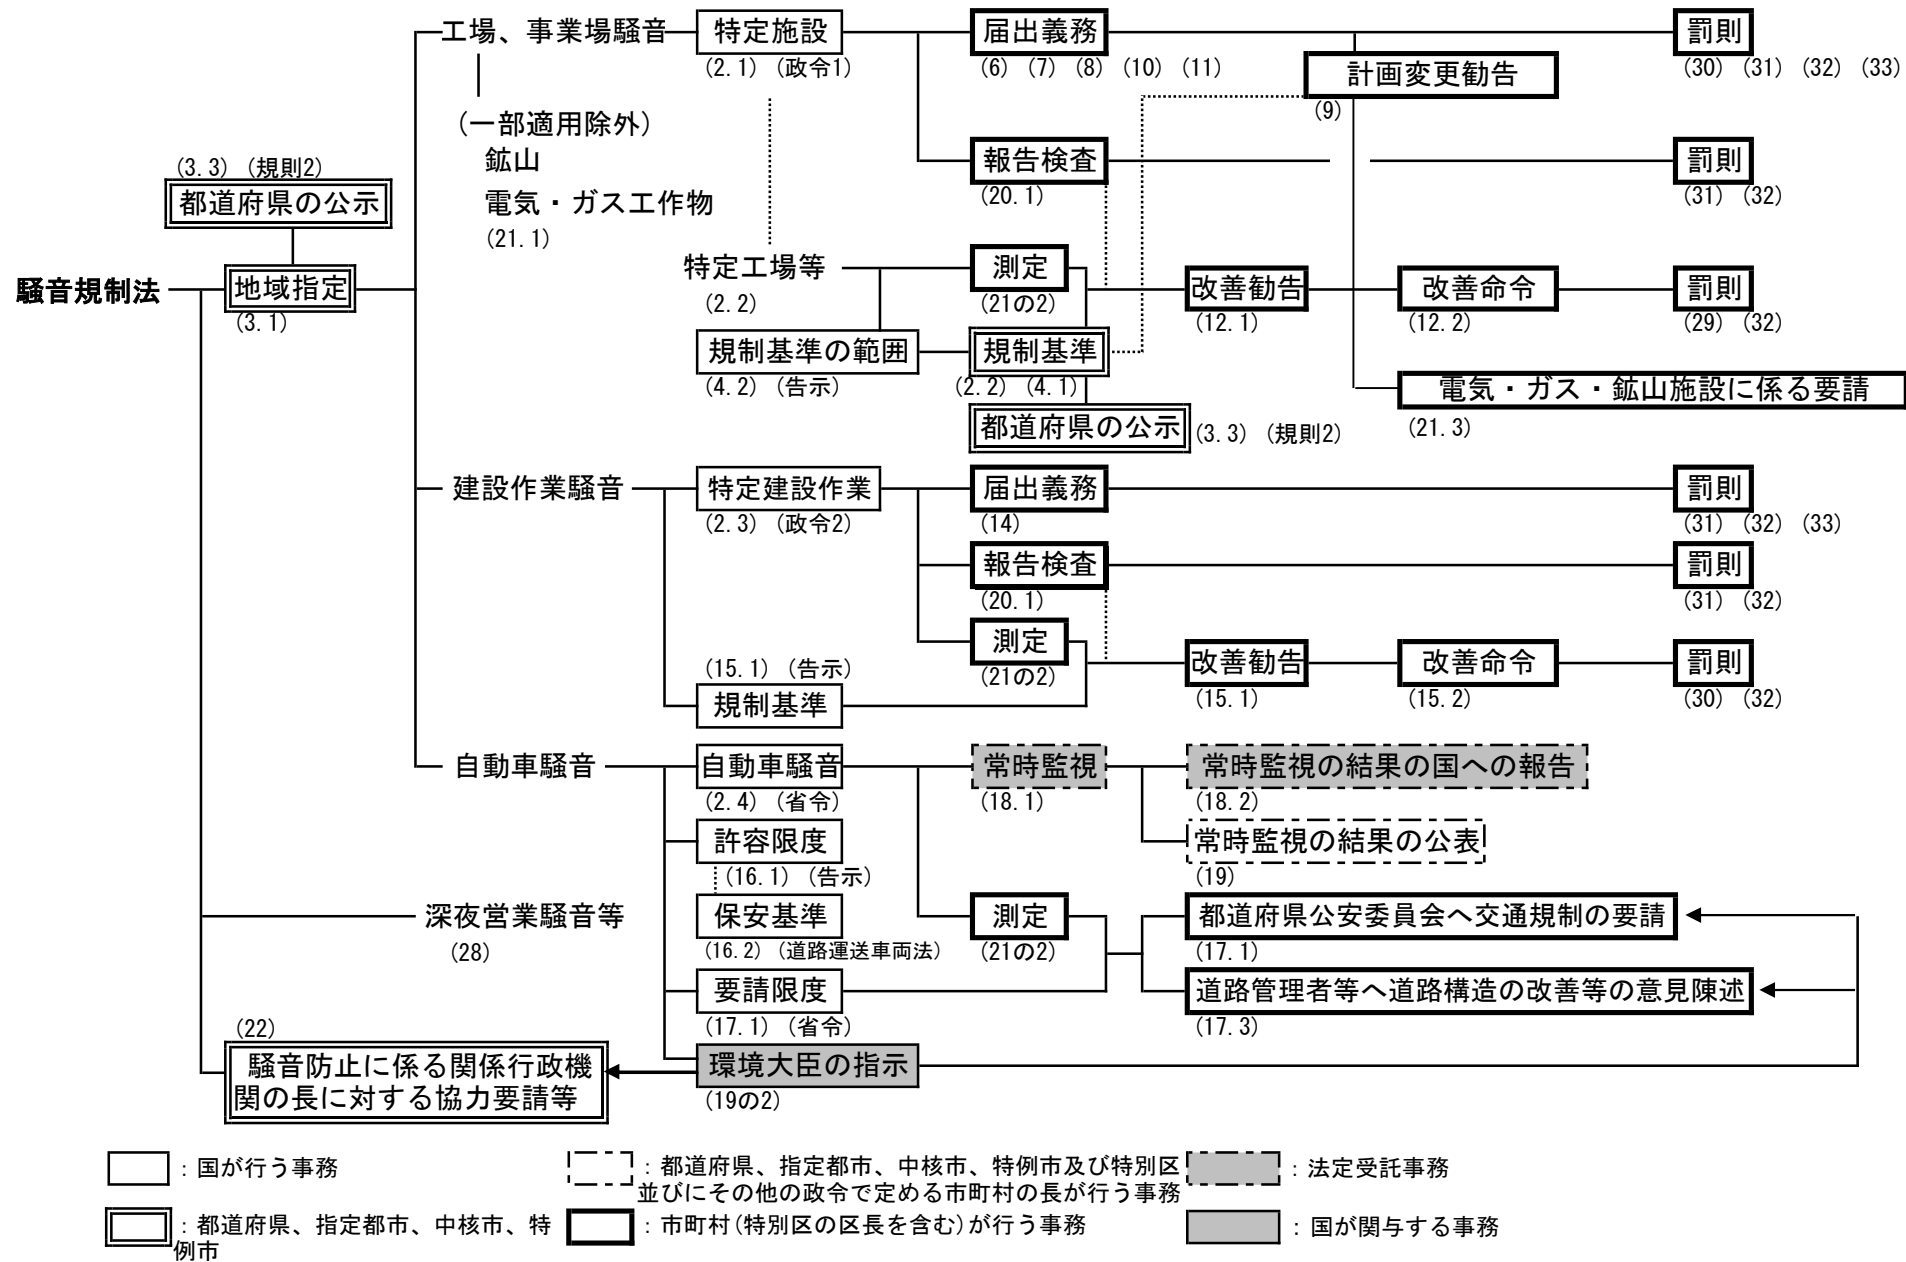 工場、事業場騒音
特定施設
届出義務
罰則
(2.1) (政令1)
(6) (7) (8) (10) (11)
(30) (31) (32) (33)
計画変更勧告
(9)
(一部適用除外)
鉱山
報告検査
罰則
(3.3) (規則2)
都道府県の公示
電気・ガス工作物
(20.1)
(31) (32)
(21.1)
騒音規制法
地域指定
(3.1)
特定工場等
測定
改善勧告
改善命令
罰則
(2.2)
(21の2)
(12.1)
(12.2)
(29) (32)
規制基準の範囲
規制基準
(4.2) (告示)
(2.2) (4.1)
電気・ガス・鉱山施設に係る要請
都道府県の公示
(3.3) (規則2)
(21.3)
建設作業騒音
特定建設作業
届出義務
罰則
(2.3) (政令2)
(14)
(31) (32) (33)
報告検査
罰則
(20.1)
(31) (32)
測定
(15.1) (告示)
(21の2)
改善勧告
改善命令
罰則
規制基準
(15.1)
(15.2)
(30) (32)
自動車騒音
自動車騒音
常時監視
常時監視の結果の国への報告
(2.4) (省令)
(18.1)
(18.2)
許容限度
常時監視の結果の公表
(16.1) (告示)
(19)
深夜営業騒音等
保安基準
測定
都道府県公安委員会へ交通規制の要請
(28)
(16.2) (道路運送車両法)
(21の2)
(17.1)
要請限度
道路管理者等へ道路構造の改善等の意見陳述
(17.1) (省令)
(17.3)
(22)
騒音防止に係る関係行政機
関の長に対する協力要請等
環境大臣の指示
(19の2)
：国が行う事務
：都道府県、指定都市、中核市、特例市及び特別区
並びにその他の政令で定める市町村の長が行う事務
：法定受託事務
：都道府県、指定都市、中核市、特
例市
：市町村(特別区の区長を含む)が行う事務
：国が関与する事務